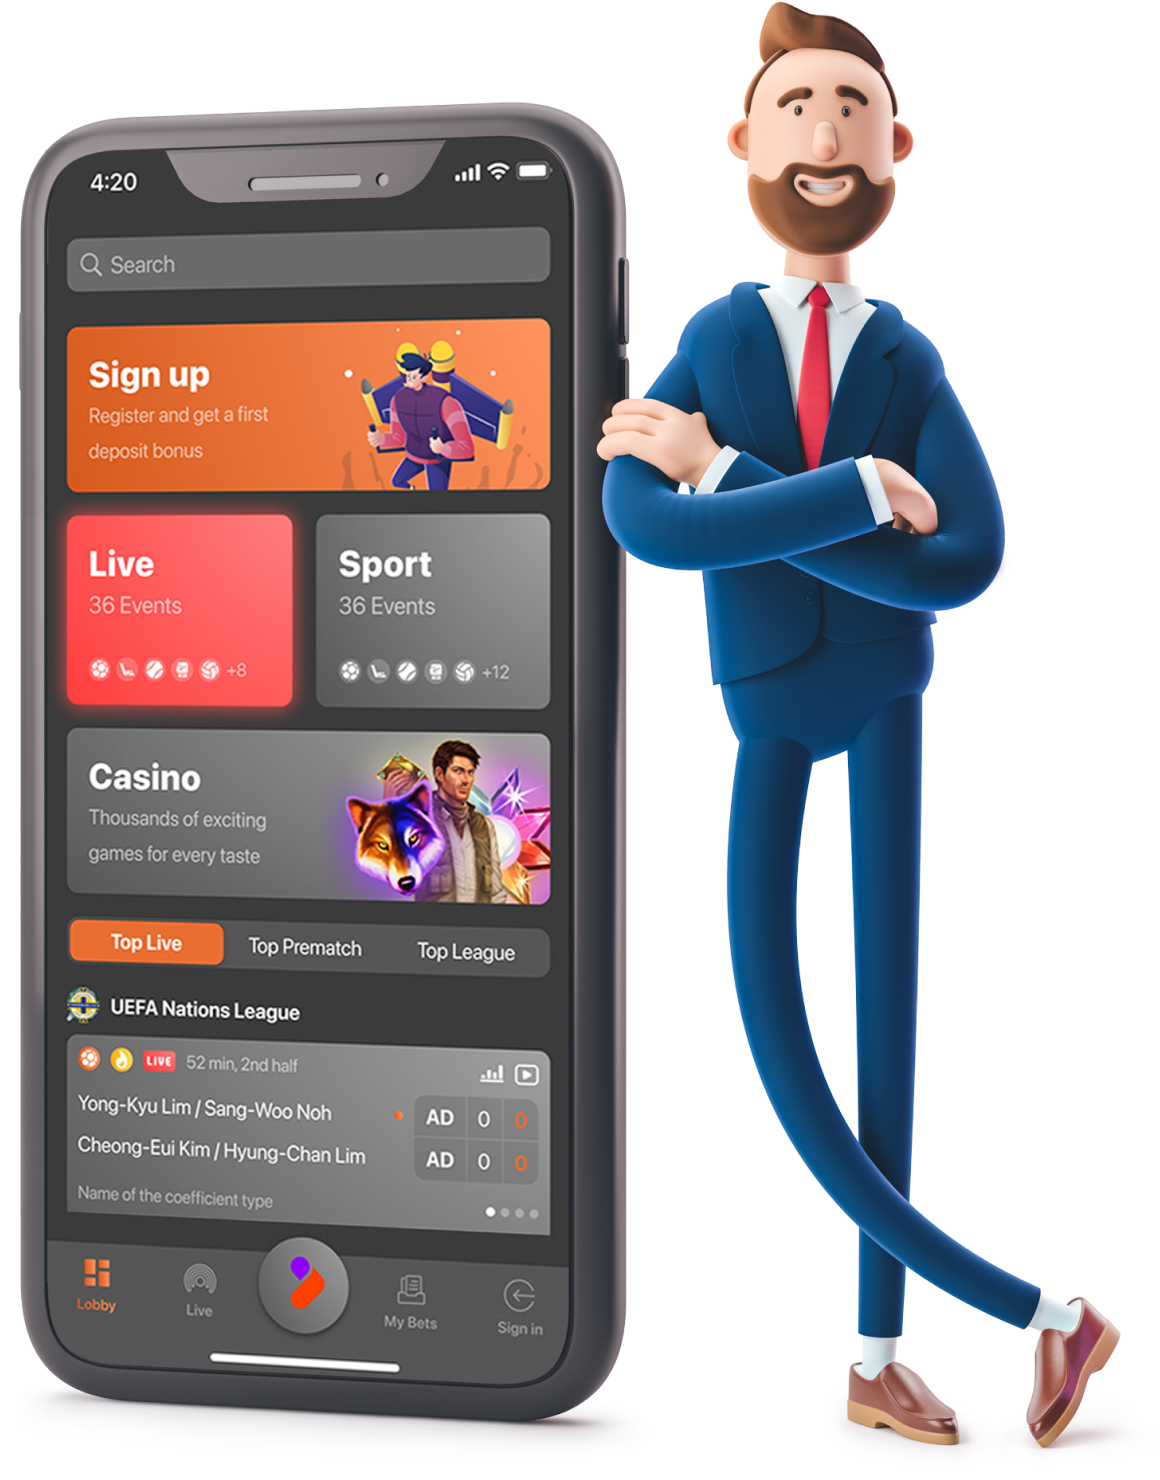 4:20
Search
Sign up
Register and get a first
deposit bonus
Live
36 Events
+8
Sport
36 Events
+12
Casino
Thousands of exciting
games for every taste
Top Live Top Prematch Top League
UEFA Nations League
LIVE 52 min, 2nd half
Yong-Kyu Lim / Sang-Woo Noh AD 0 0
Cheong-Eui Kim / Hyung-Chan Lim AD 0 0
Name of the coefficient type
Lobby Live My Bets Sign in